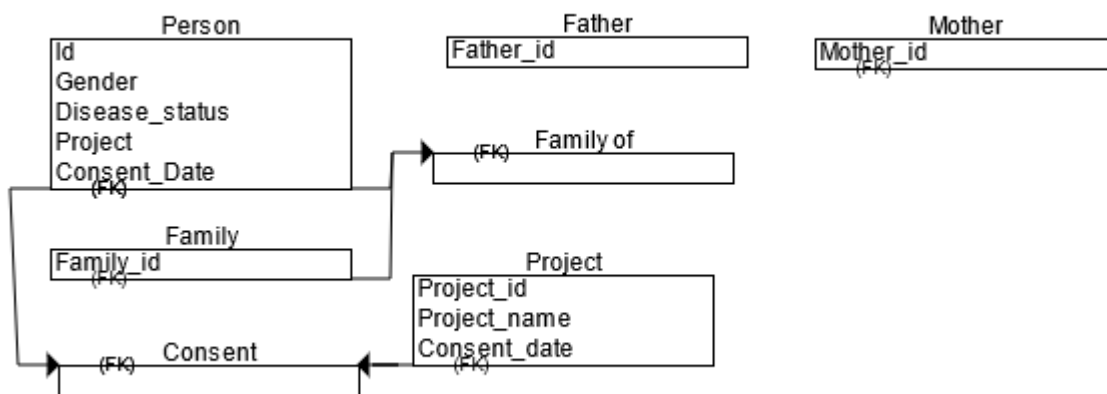 Person
Id
Gender
Disease_status
Project
Consent_Date
(FK)
Father
Father_id
Mother
Mother_id
(FK)
Family of
(FK)
Family
Family_id
(FK)
Project
Project_id
Project_name
Consent_date
(FK)
Consent
(FK)